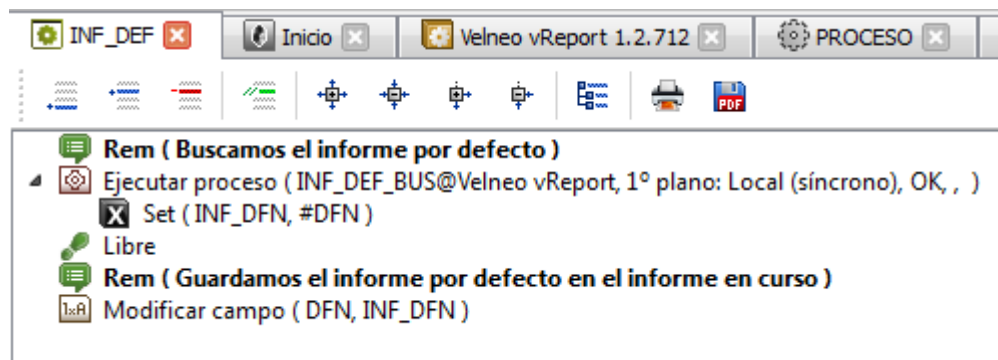 INF_DEF Inicio Velneo vReport 1.2.712 PROCESO
PDF
Rem ( Buscamos el informe por defecto )
Ejecutar proceso ( INF_DEF_BUS@Velneo vReport, 1º plano: Local (síncrono), OK, , )
Set ( INF_DFN, #DFN )
Libre
Rem ( Guardamos el informe por defecto en el informe en curso )
Modificar campo ( DFN, INF_DFN )